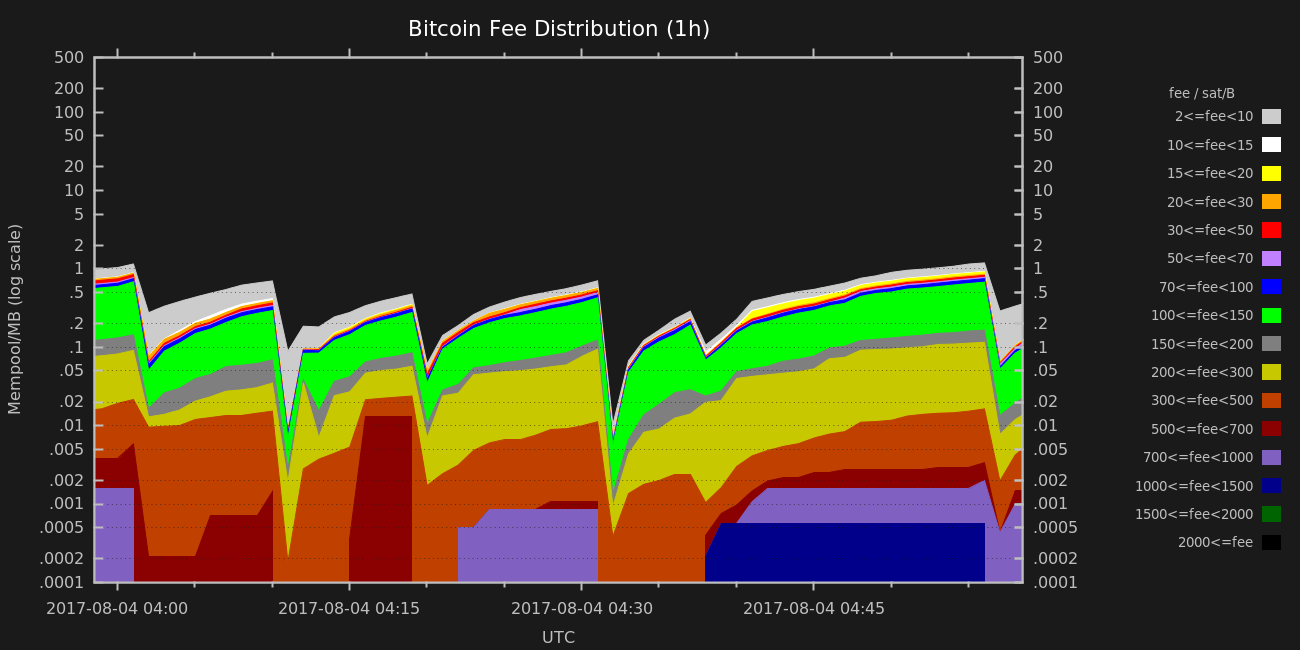 Bitcoin Fee Distribution (1h)
Mempool/MB (log scale)
500
200
100
50
20
10
5
2
1
.5
.2
.1
.05
.02
.01
.005
.002
.001
.0005
.0002
.0001
500
200
100
50
20
10
5
2
1
.5
.2
.1
.05
.02
.01
.005
.002
.001
.0005
.0002
.0001
2017-08-04 04:00 2017-08-04 04:15 2017-08-04 04:30 2017-08-04 04:45
UTC
fee / sat/B
2<=fee<10
10<=fee<15
15<=fee<20
20<=fee<30
30<=fee<50
50<=fee<70
70<=fee<100
100<=fee<150
150<=fee<200
200<=fee<300
300<=fee<500
500<=fee<700
700<=fee<1000
1000<=fee<1500
1500<=fee<2000
2000<=fee